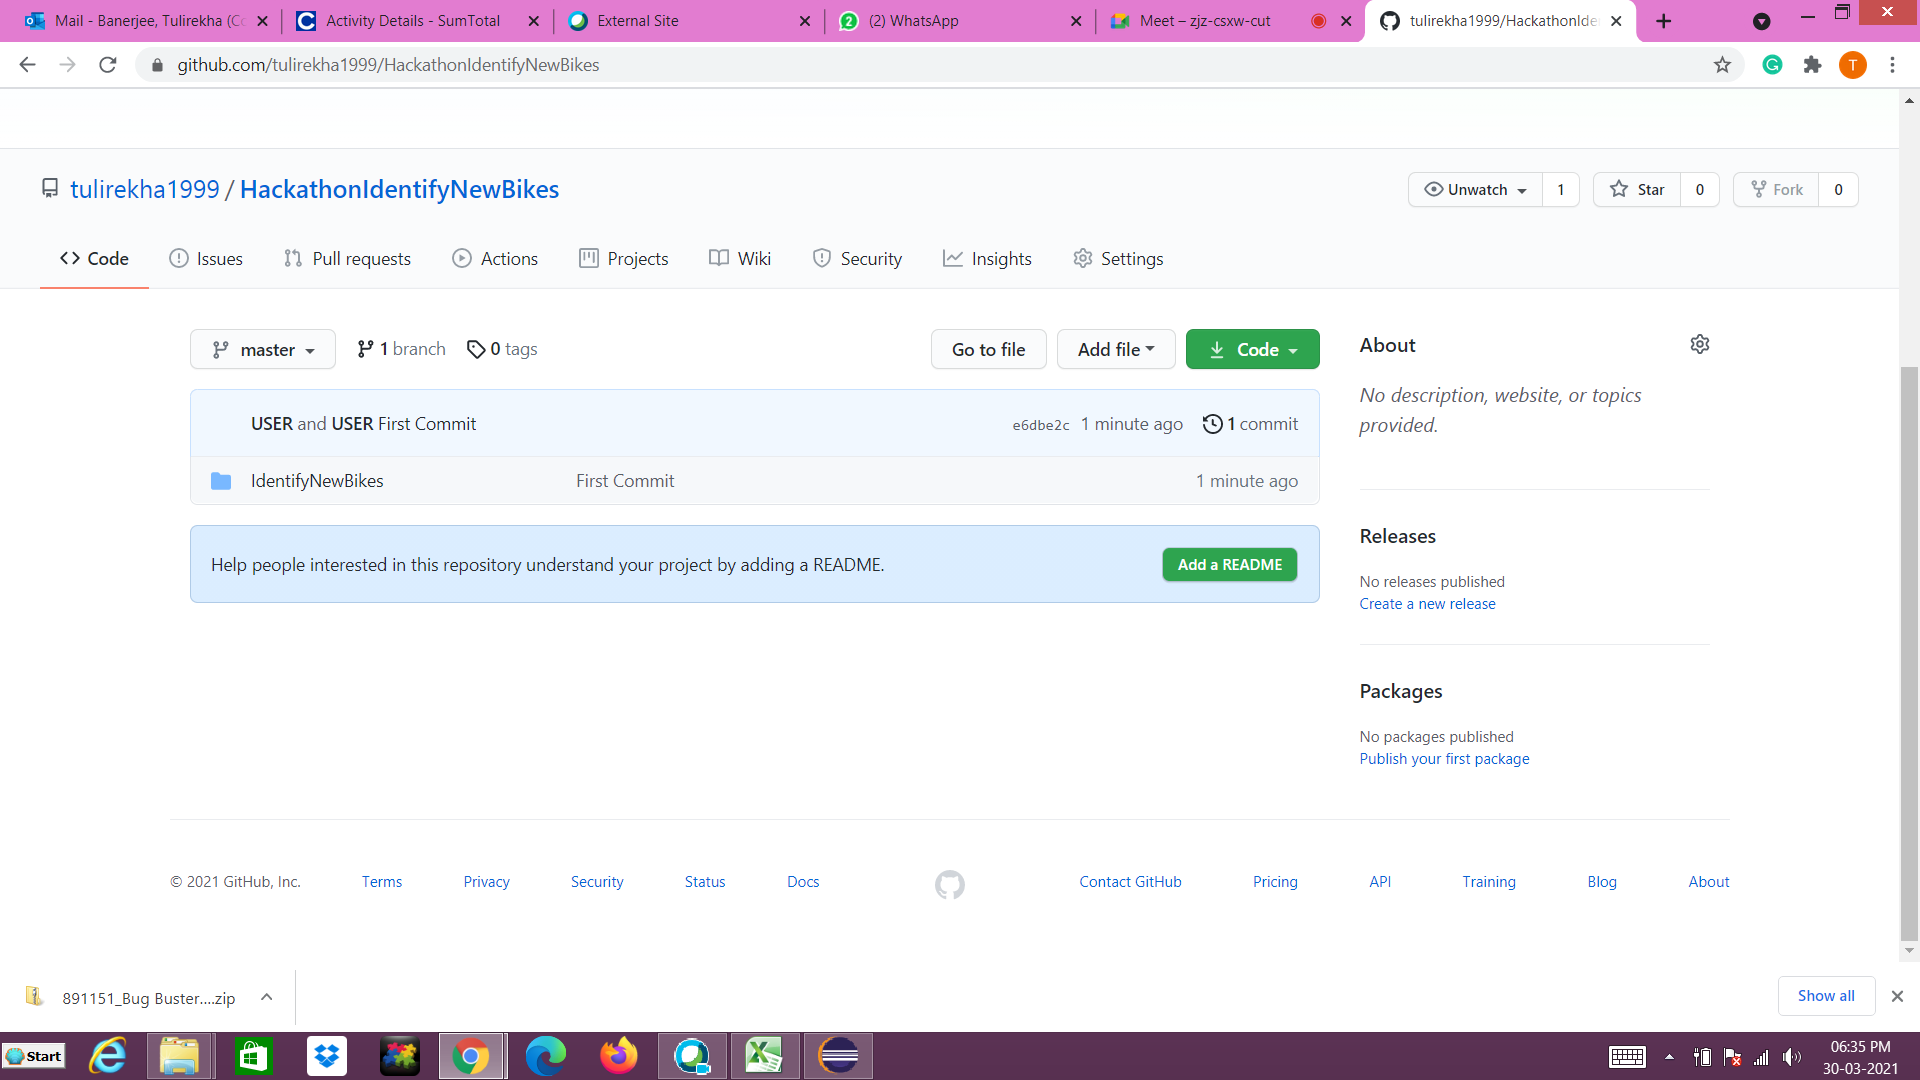 Mail - Banerjee, Tulirekha (Co
Activity Details - SumTotal
External Site
(2) WhatsApp
Meet – zjz-csxw-cut
tulirekha1999/HackathonIde
github.com/tulirekha1999/HackathonIdentifyNewBikes
T
tulirekha1999 / HackathonIdentifyNewBikes
Unwatch 1
Star 0
Fork 0
Code
Issues
Pull requests
Actions
Projects
Wiki
Security
Insights
Settings
master
1 branch
0 tags
Go to file
Add file
Code
About
No description, website, or topics
provided.
USER and USER First Commit
e6dbe2c 1 minute ago
1 commit
IdentifyNewBikes
First Commit
1 minute ago
Help people interested in this repository understand your project by adding a README.
Add a README
Releases
No releases published
Create a new release
Packages
No packages published
Publish your first package
© 2021 GitHub, Inc.
Terms
Privacy
Security
Status
Docs
Contact GitHub
Pricing
API
Training
Blog
About
891151_Bug Buster....zip
Show all
Start
06:35 PM
30-03-2021